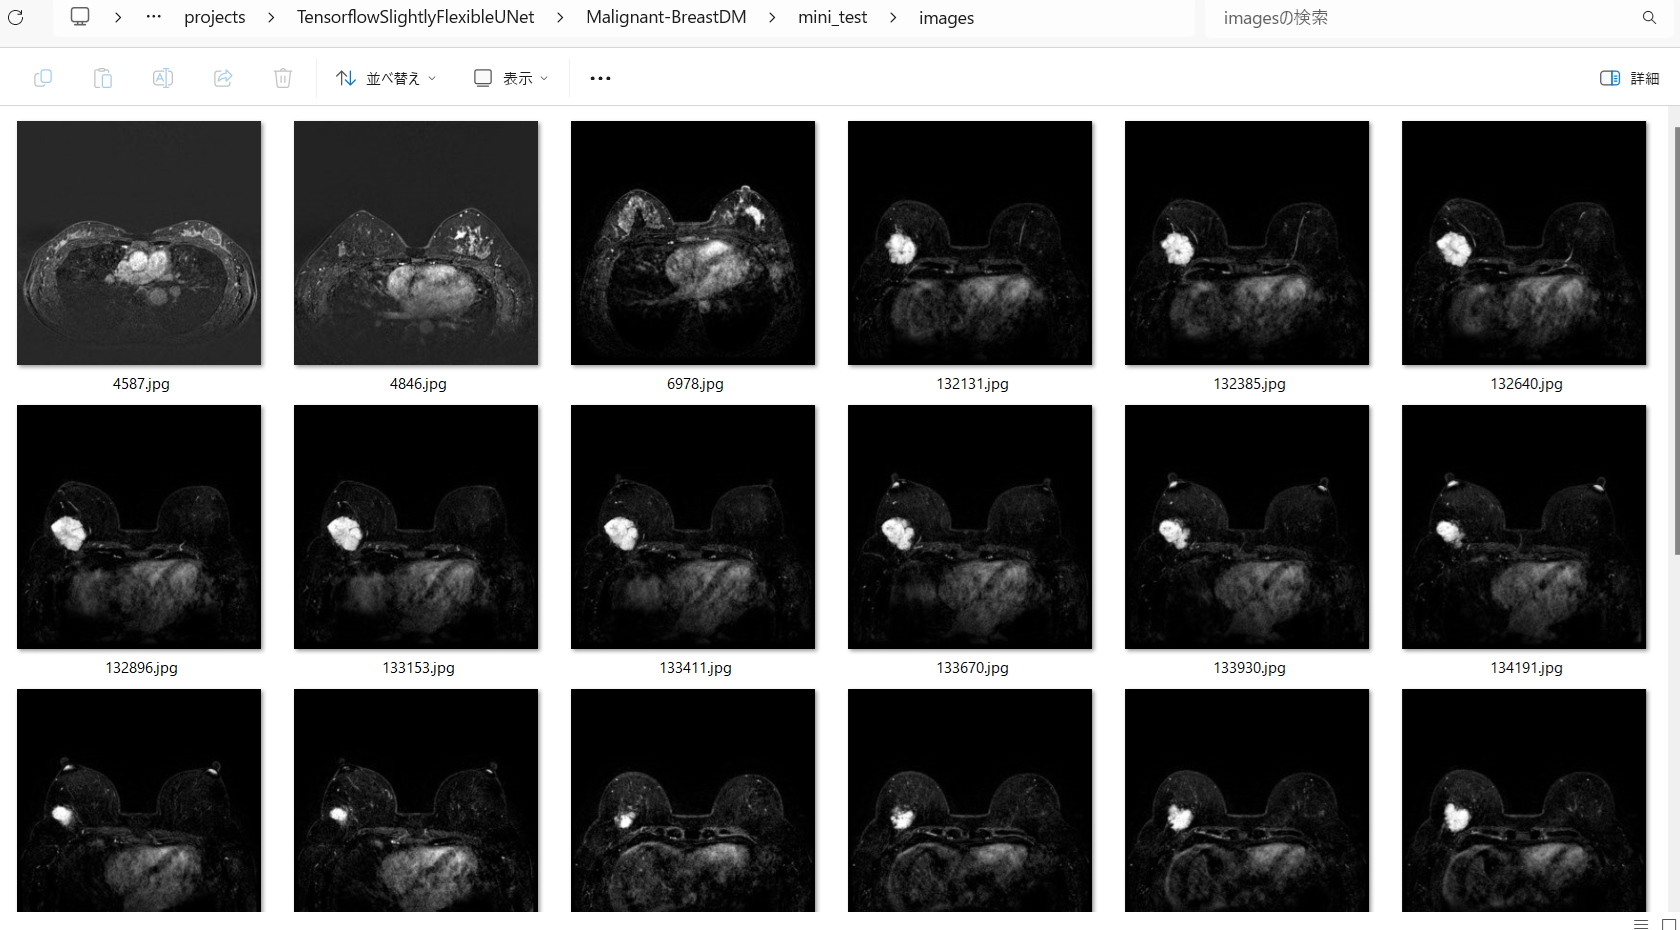 … projects TensorflowSlightlyFlexibleUNet Malignant-BreastDM mini_test images imagesの検索
並べ替え 表示 … 詳細
4587.jpg 4846.jpg 6978.jpg 132131.jpg 132385.jpg 132640.jpg
132896.jpg 133153.jpg 133411.jpg 133670.jpg 133930.jpg 134191.jpg